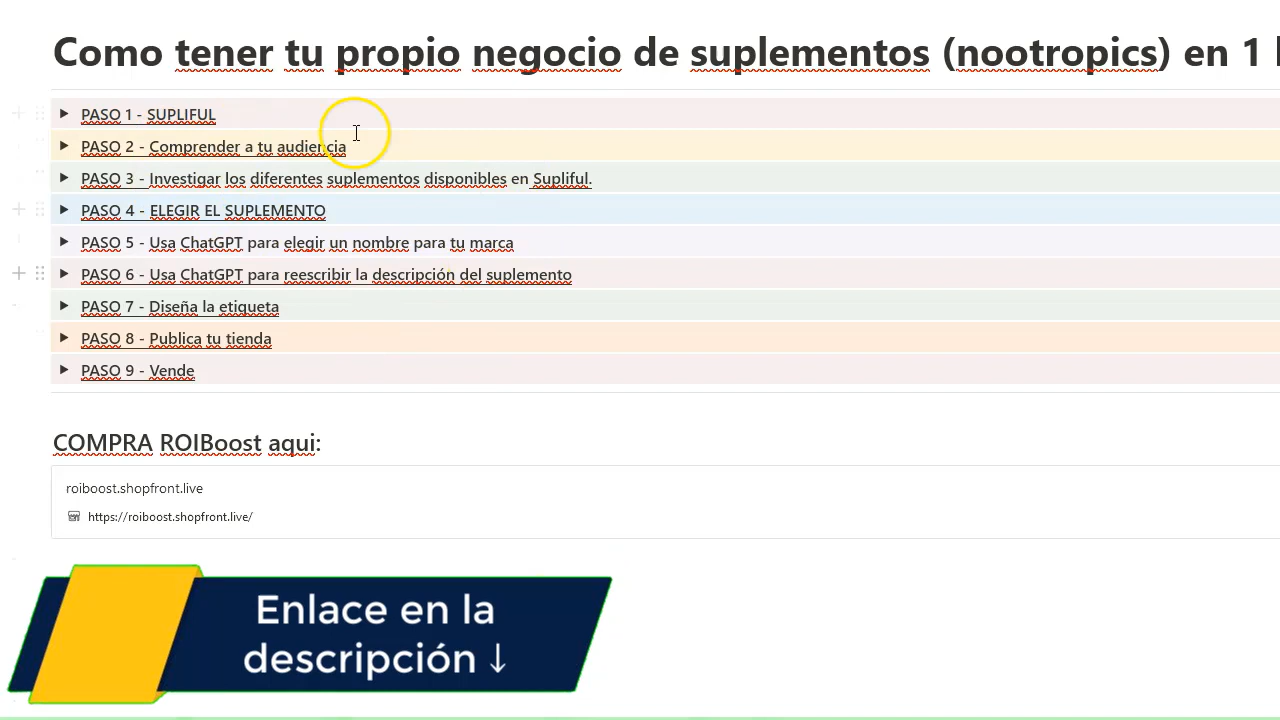 Como tener tu propio negocio de suplementos (nootropics) en 1
PASO 1 - SUPLIFUL
PASO 2 - Comprender a tu audiencia
PASO 3 - Investigar los diferentes suplementos disponibles en Supliful.
PASO 4 - ELEGIR EL SUPLEMENTO
PASO 5 - Usa ChatGPT para elegir un nombre para tu marca
PASO 6 - Usa ChatGPT para reescribir la descripción del suplemento
PASO 7 - Diseña la etiqueta
PASO 8 - Publica tu tienda
PASO 9 - Vende
COMPRA ROIBoost aqui:
roiboost.shopfront.live
https://roiboost.shopfront.live/
Enlace en la
descripción ↓